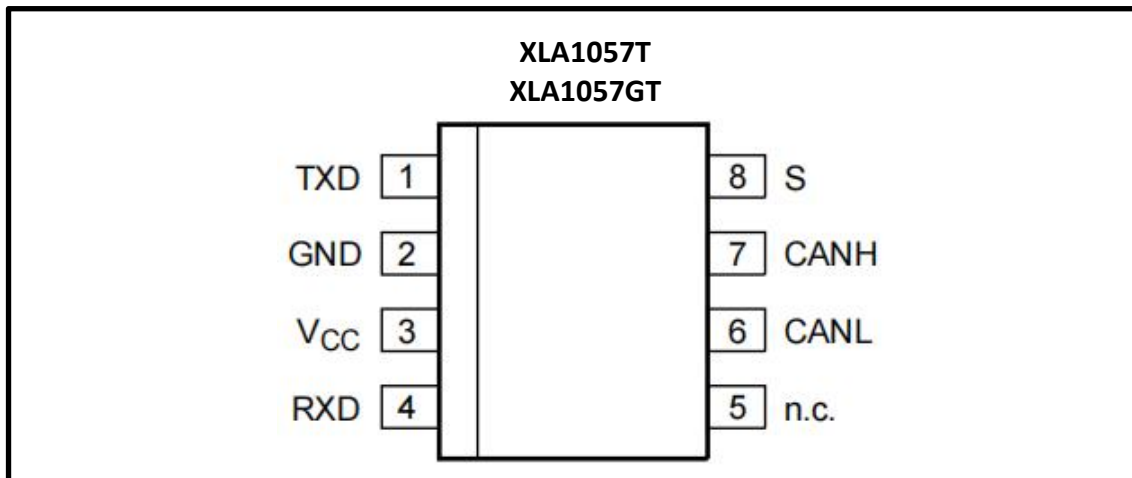 XLA1057T
XLA1057GT
TXD 1 8 S
GND 2 7 CANH
VCC 3 6 CANL
RXD 4 5 n.c.